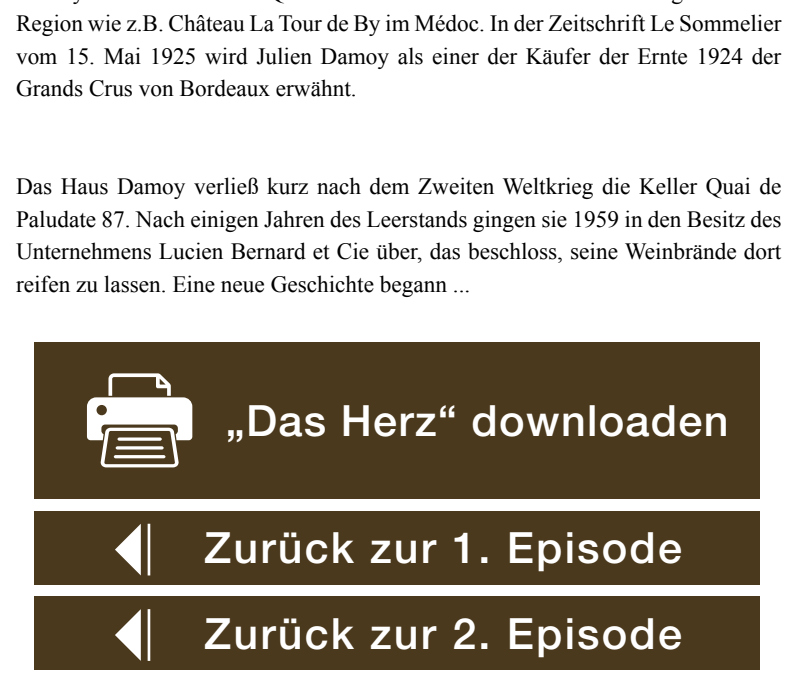 Region wie z.B. Château La Tour de By im Médoc. In der Zeitschrift Le Sommelier
vom 15. Mai 1925 wird Julien Damoy als einer der Käufer der Ernte 1924 der
Grands Crus von Bordeaux erwähnt.
Das Haus Damoy verließ kurz nach dem Zweiten Weltkrieg die Keller Quai de
Paludate 87. Nach einigen Jahren des Leerstands gingen sie 1959 in den Besitz des
Unternehmens Lucien Bernard et Cie über, das beschloss, seine Weinbrände dort
reifen zu lassen. Eine neue Geschichte begann ...
„Das Herz“ downloaden
Zurück zur 1. Episode
Zurück zur 2. Episode